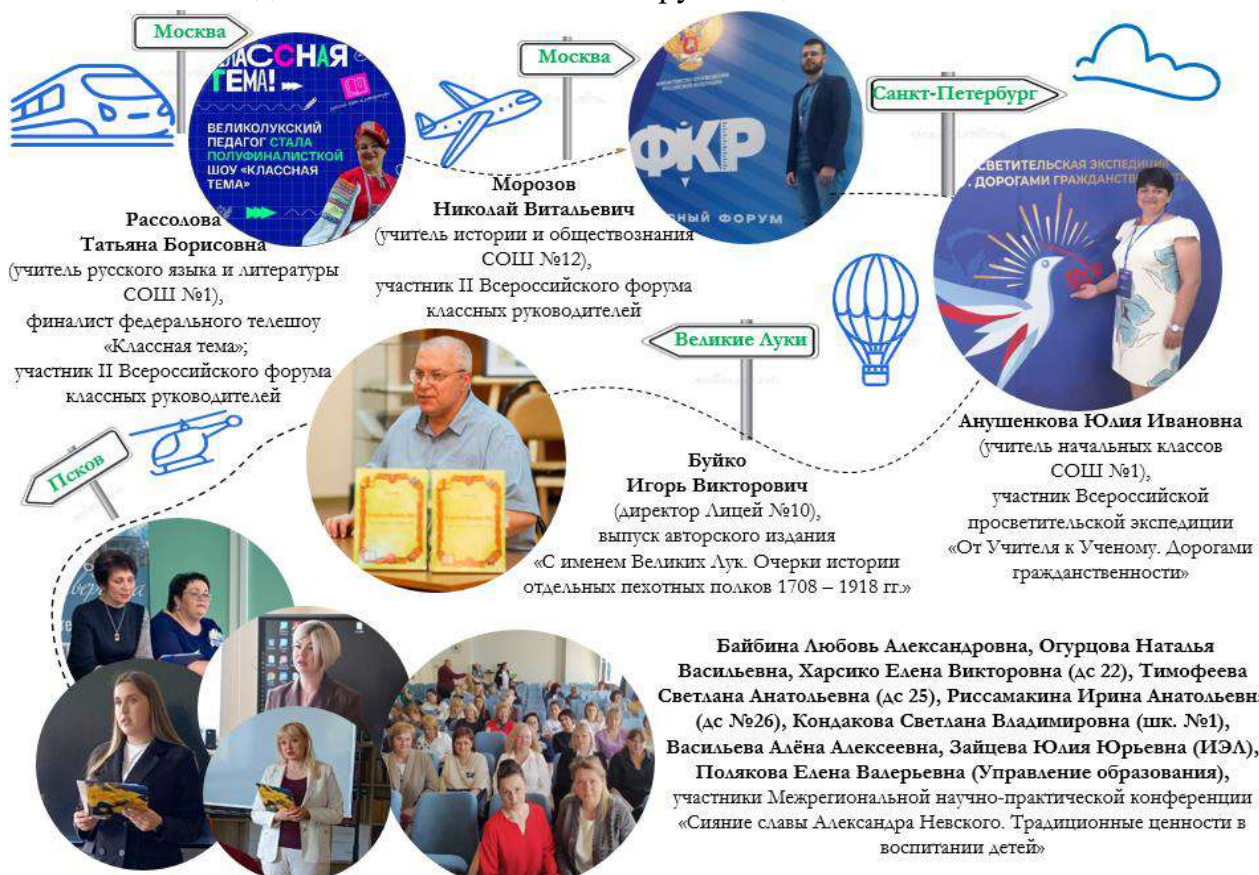 Москва
КЛАССНАЯ
ТЕМА!
ВЕЛИКОЛУКСКИЙ
ПЕДАГОГ СТАЛА
ПОЛУФИНАЛИСТКОЙ
ШОУ «КЛАССНАЯ
ТЕМА»
Рассолова
Татьяна Борисовна
(учитель русского языка и литературы
СОШ №1),
финалист федерального телешоу
«Классная тема»;
участник II Всероссийского форума
классных руководителей
Москва
ФКР
ФОРУМ
Морозов
Николай Витальевич
(учитель истории и обществознания
СОШ №12),
участник II Всероссийского форума
классных руководителей
Санкт-Петербург
СВЕТИТЕЛЬСКАЯ ЭКСПЕДИЦИ
ДОРОГАМИ ГРАЖДАНСТВ
Анушенкова Юлия Ивановна
(учитель начальных классов
СОШ №1),
участник Всероссийской
просветительской экспедиции
«От Учителя к Ученому. Дорогами
гражданственности»
Великие Луки
Буйко
Игорь Викторович
(директор Лицей №10),
выпуск авторского издания
«С именем Великих Лук. Очерки истории
отдельных пехотных полков 1708 – 1918 гг.»
Псков
Байбина Любовь Александровна, Огурцова Наталья
Васильевна, Харсико Елена Викторовна (дс 22), Тимофеева
Светлана Анатольевна (дс 25), Риссамакина Ирина Анатольевн
(дс №26), Кондакова Светлана Владимировна (шк. №1),
Васильева Алёна Алексеевна, Зайцева Юлия Юрьевна (ИЭЛ),
Полякова Елена Валерьевна (Управление образования),
участники Межрегиональной научно-практической конференции
«Сияние славы Александра Невского. Традиционные ценности в
воспитании детей»